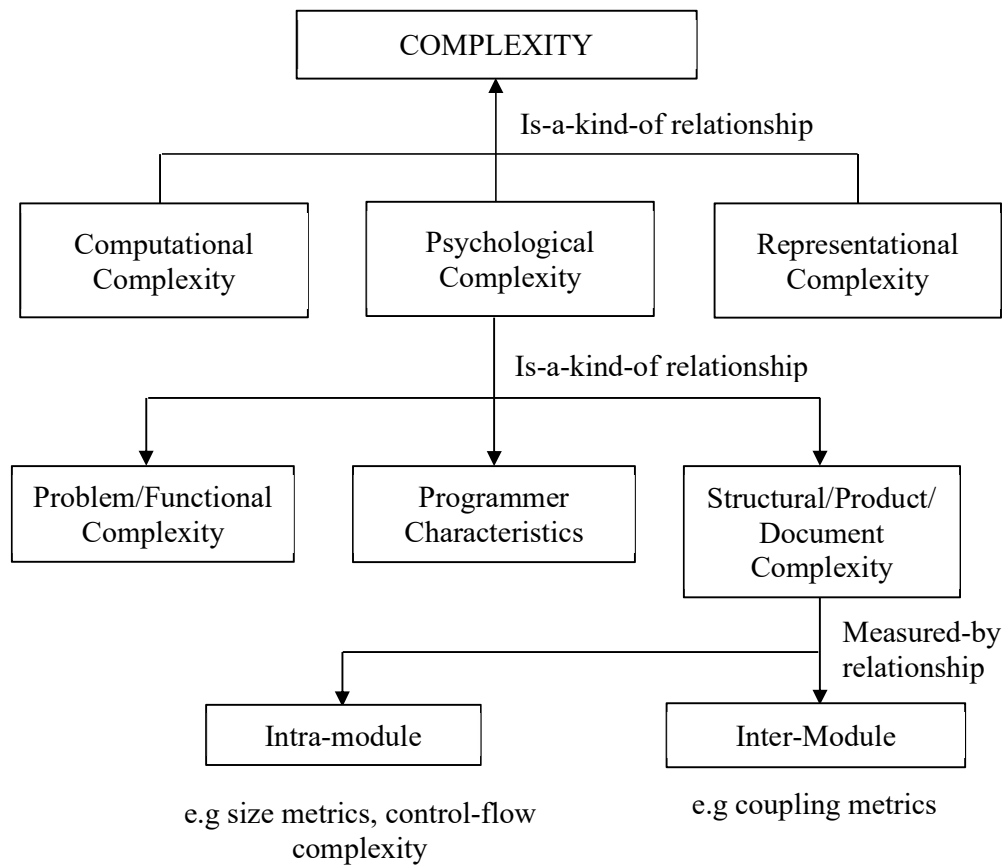 COMPLEXITY
Is-a-kind-of relationship
Computational
Complexity
Psychological
Complexity
Representational
Complexity
Is-a-kind-of relationship
Problem/Functional
Complexity
Programmer
Characteristics
Structural/Product/
Document
Complexity
Measured-by
relationship
Intra-module
Inter-Module
e.g size metrics, control-flow
complexity
e.g coupling metrics